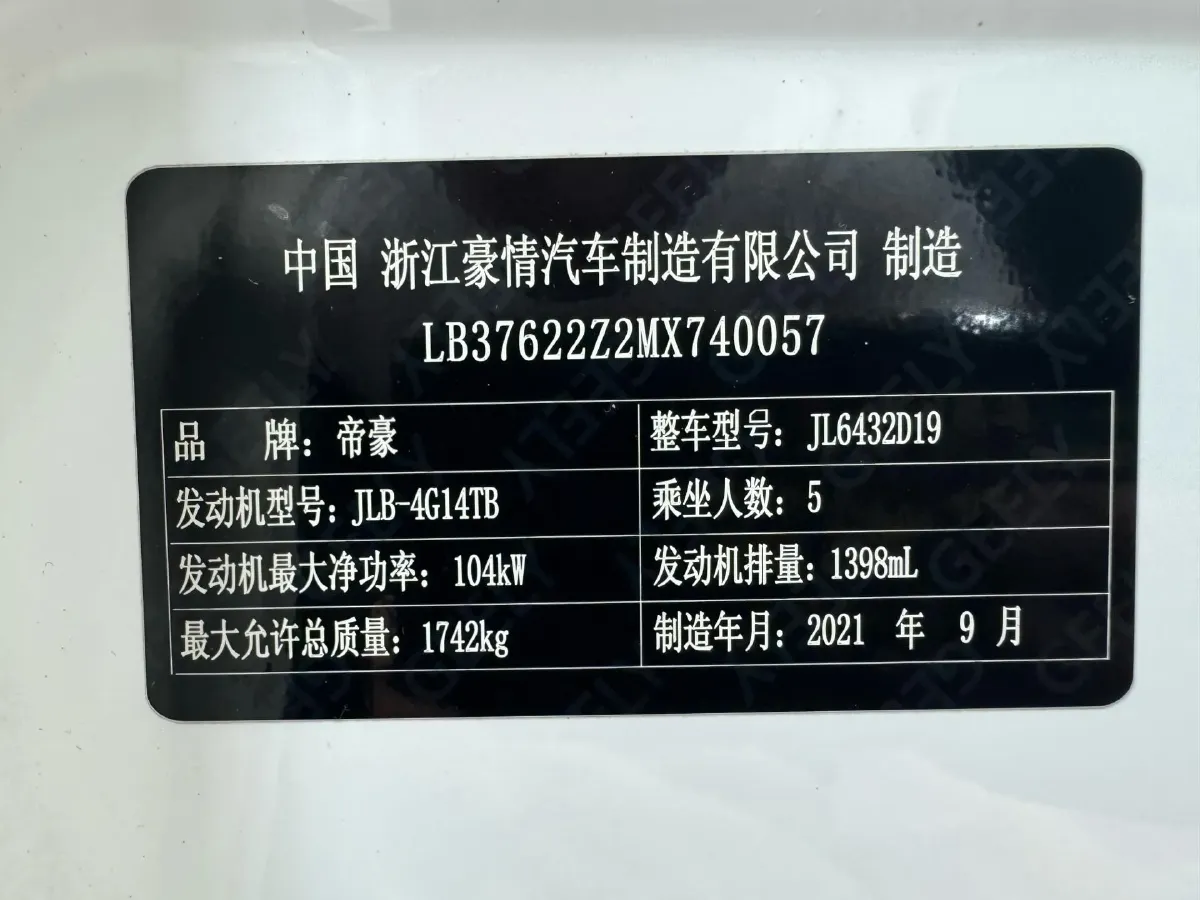 中国 浙江豪情汽车制造有限公司 制造
LB37622Z2MX740057
品 牌：帝豪 整车型号：JL6432D19
发动机型号：JLB-4G14TB 乘坐人数：5
发动机最大净功率：104kW 发动机排量：1398mL
最大允许总质量：1742kg 制造年月：2021 年 9 月